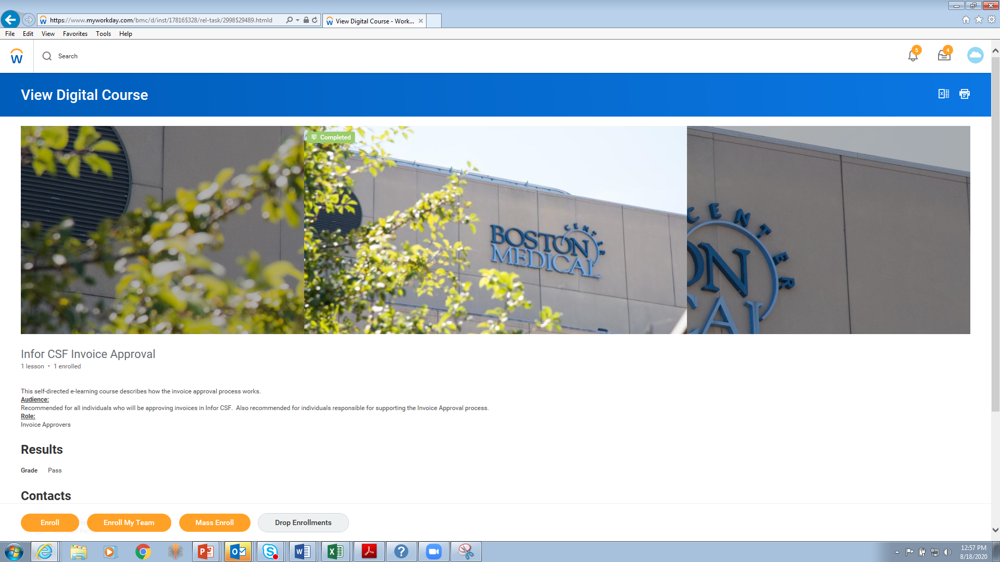 https://www.myworkday.com/bmc/d/inst/17816$328/rel-task/2998$29489.htmld
View Digital Course - Work...
File Edit View Favorites Tools Help
Search
5
4
View Digital Course
Completed
BOSTON
MEDICAL
CENTER
CENTER
ON
CAL
Infor CSF Invoice Approval
1 lesson • 1 enrolled
This self-directed e-learning course describes how the invoice approval process works.
Audience:
Recommended for all individuals who will be approving invoices in Infor CSF.  Also recommended for individuals responsible for supporting the Invoice Approval process.
Role:
Invoice Approvers
Results
Grade Pass
Contacts
Enroll Enroll My Team Mass Enroll Drop Enrollments
12:57 PM
8/18/2020